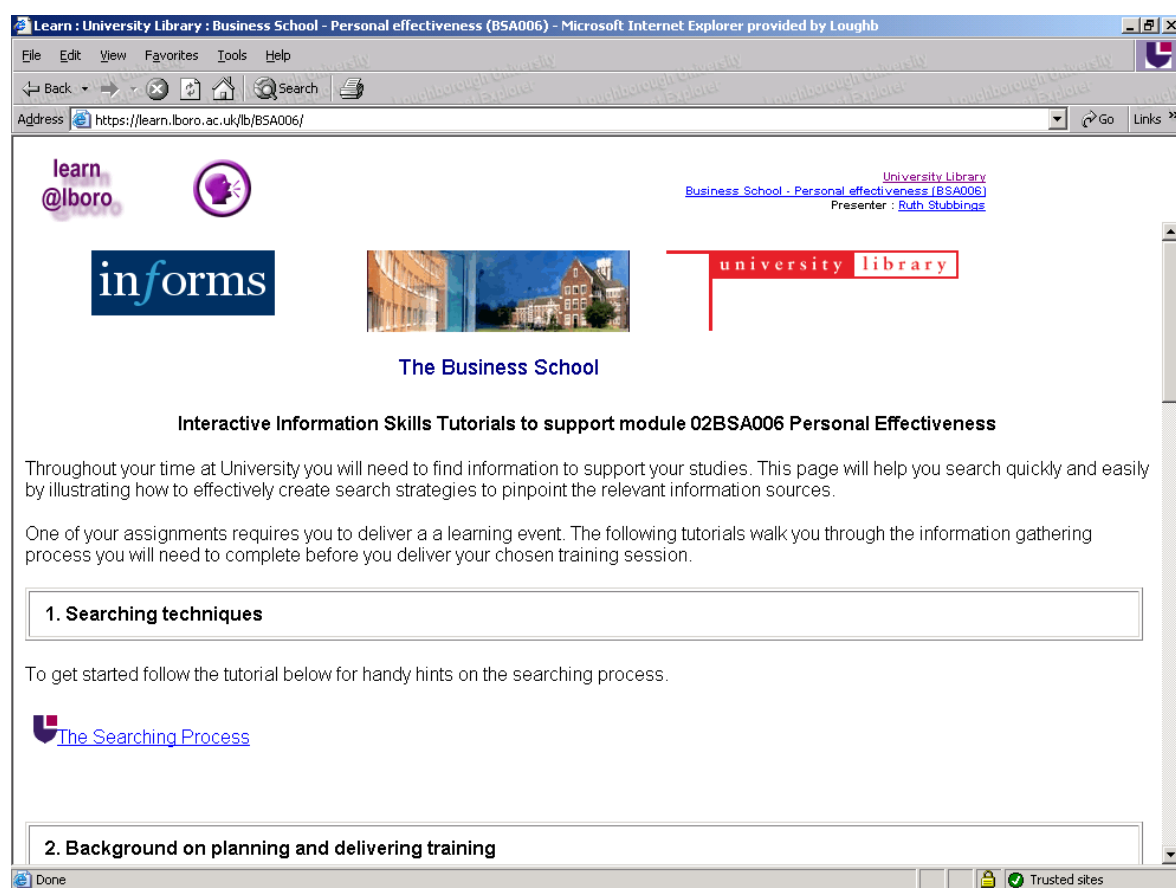 Learn : University Library : Business School - Personal effectiveness (BSA006) - Microsoft Internet Explorer provided by Loughb
File Edit View Favorites Tools Help
Back Search
Address https://learn.lboro.ac.uk/lb/BSA006/ Go Links »
learn
@lboro
University Library
Business School - Personal effectiveness (BSA006)
Presenter : Ruth Stubbings
informs
university library
The Business School
Interactive Information Skills Tutorials to support module 02BSA006 Personal Effectiveness
Throughout your time at University you will need to find information to support your studies. This page will help you search quickly and easily
by illustrating how to effectively create search strategies to pinpoint the relevant information sources.
One of your assignments requires you to deliver a a learning event. The following tutorials walk you through the information gathering
process you will need to complete before you deliver your chosen training session.
1. Searching techniques
To get started follow the tutorial below for handy hints on the searching process.
The Searching Process
2. Background on planning and delivering training
Done Trusted sites